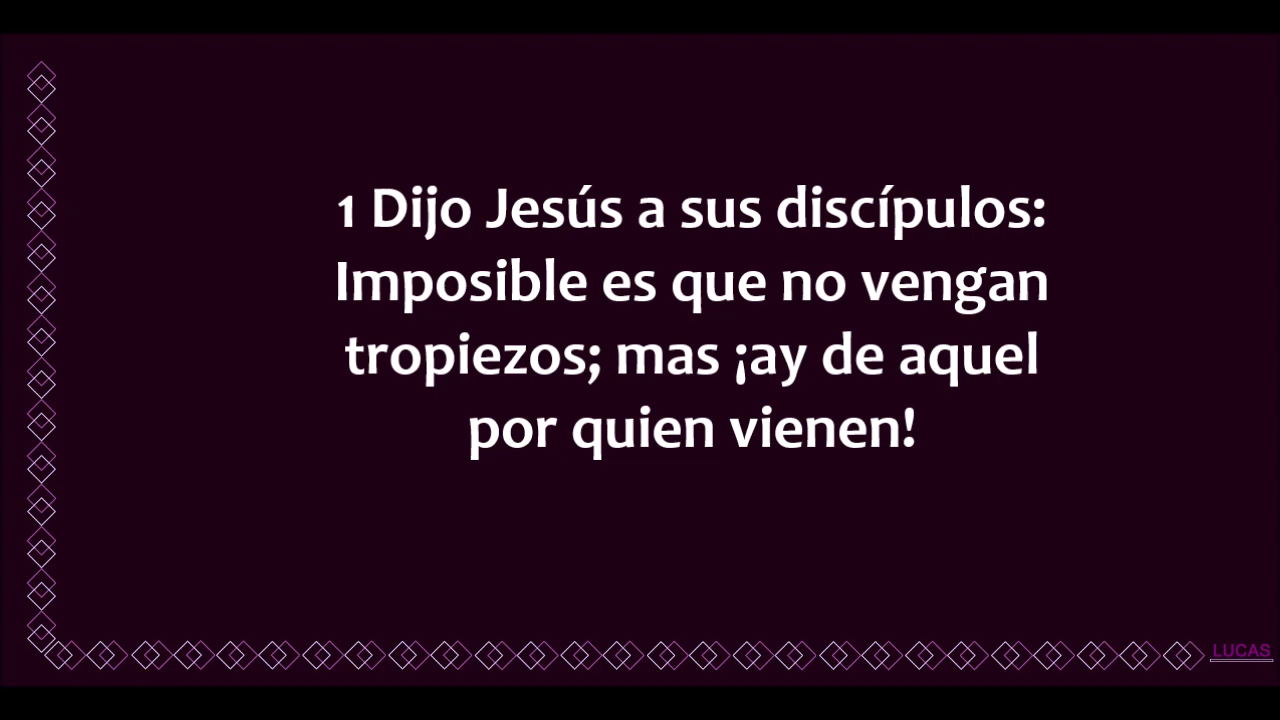 1 Dijo Jesús a sus discípulos:
Imposible es que no vengan
tropiezos; mas ¡ay de aquel
por quien vienen!
LUCAS